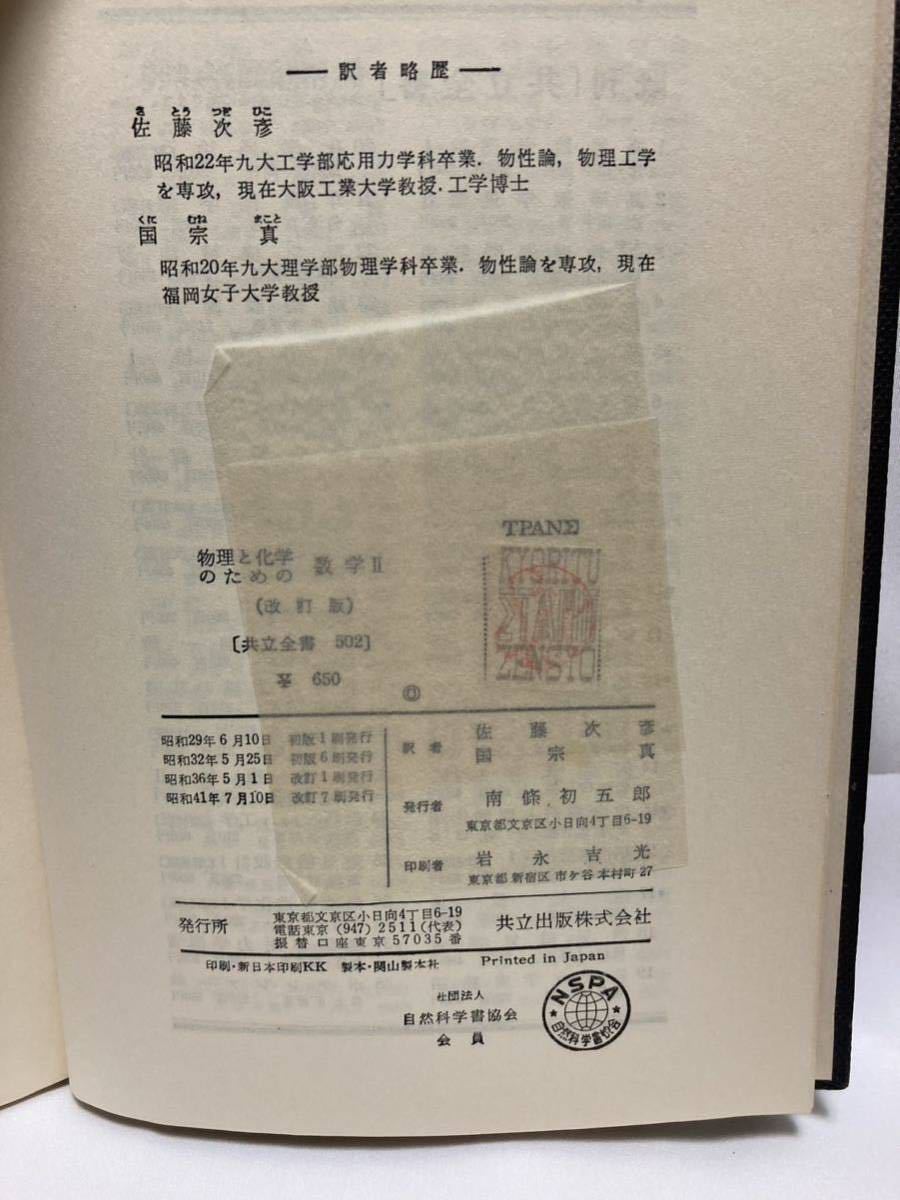 訳者略歴
さとうつぎひこ
佐藤次彦
昭和22年九大工学部応用力学科卒業．物性論，物理工学
を専攻，現在大阪工業大学教授．工学博士
くにむねまこと
国宗真
昭和20年九大理学部物理学科卒業．物性論を専攻，現在
福岡女子大学教授
TPANΣ
KYORITU
ZENSYO
物理と化学
のための 数学II
(改訂版)
〔共立全書 502〕
650
昭和29年6月10日 初版1刷発行
昭和32年5月25日 初版6刷発行
昭和36年5月1日 改訂1刷発行
昭和41年7月10日 改訂7刷発行
訳者 佐藤次彦
国宗真
発行者 南條初五郎
東京都文京区小日向4丁目6-19
印刷者 岩永吉光
東京都新宿区市ヶ谷本村町27
発行所
東京都文京区小日向4丁目6-19
電話東京 (947) 2511(代表)
振替口座東京57035番
共立出版株式会社
印刷・新日本印刷KK 製本・関山製本社 Printed in Japan
社団法人
自然科学書協会
会員
NSPA
自然科学書協会